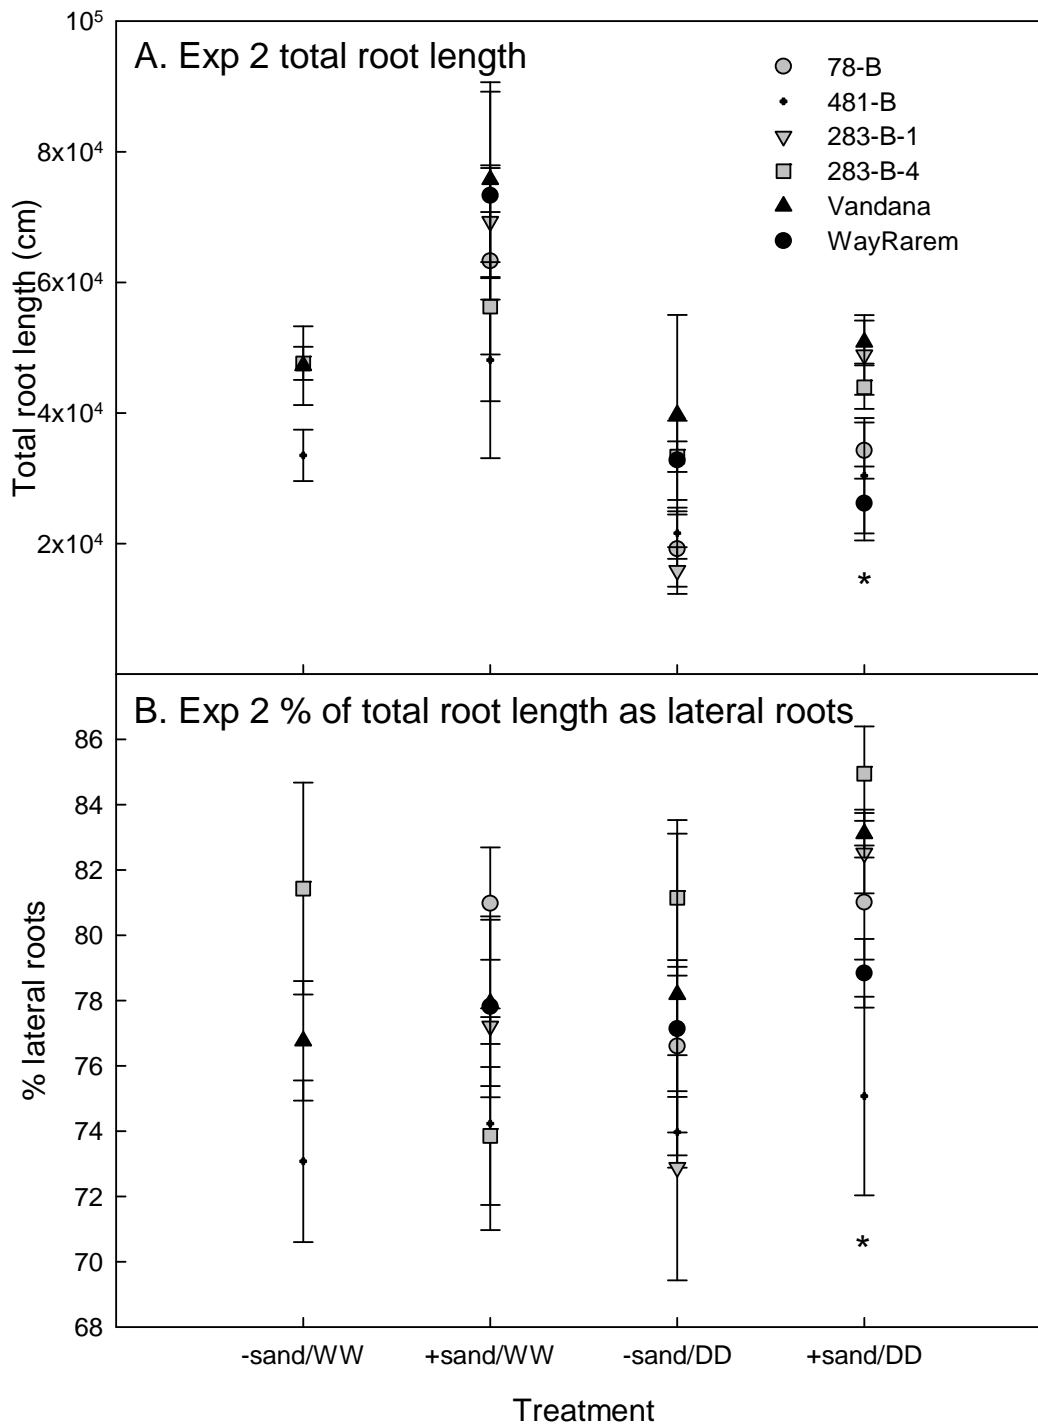 A. Exp 2 total root length
78-B
481-B
283-B-1
283-B-4
Vandana
WayRarem
10⁵
8x10⁴
6x10⁴
4x10⁴
2x10⁴
Total root length (cm)
*
B. Exp 2 % of total root length as lateral roots
86
84
82
80
78
76
74
72
70
68
% lateral roots
*
-sand/WW
+sand/WW
-sand/DD
+sand/DD
Treatment